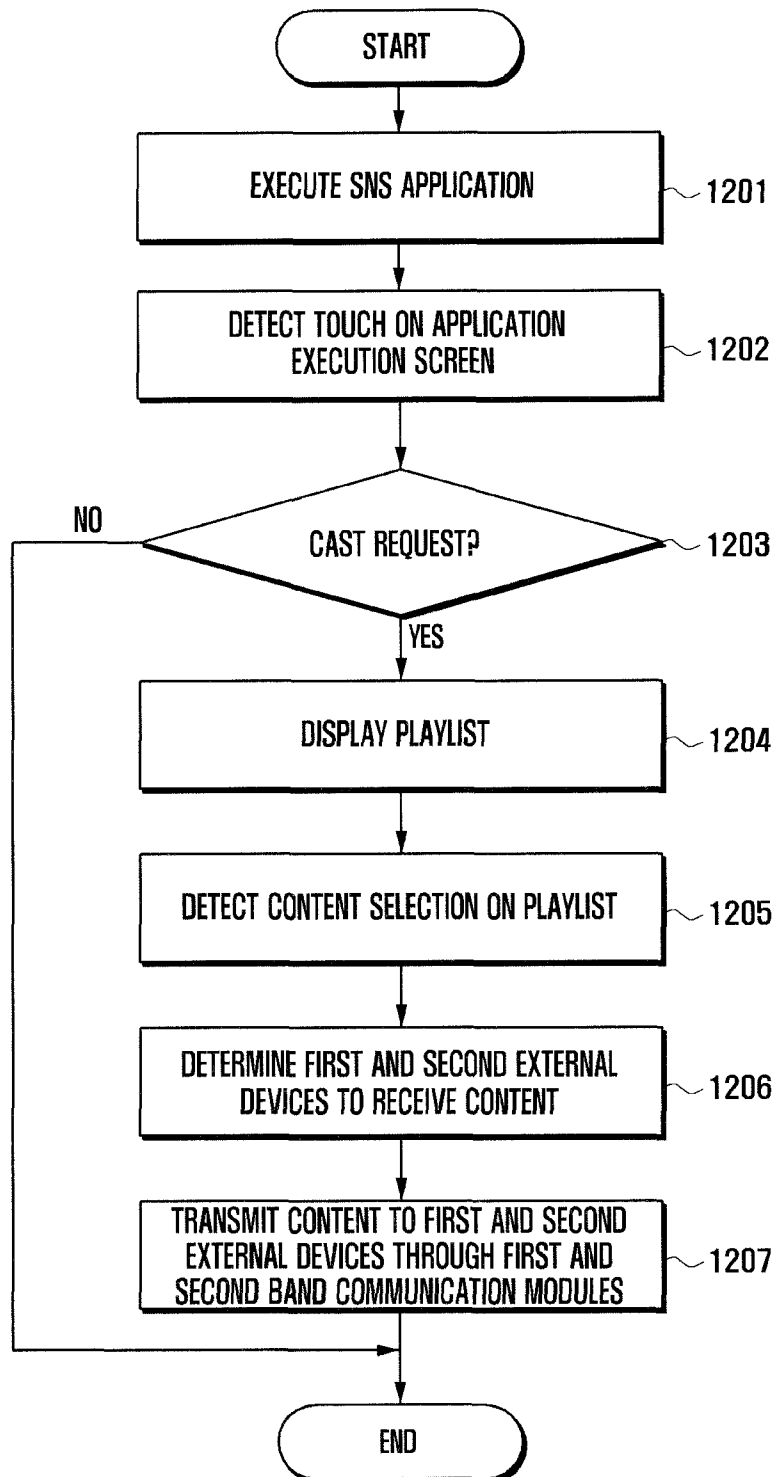 START
EXECUTE SNS APPLICATION
1201
DETECT TOUCH ON APPLICATION
EXECUTION SCREEN
1202
NO
CAST REQUEST?
1203
YES
DISPLAY PLAYLIST
1204
DETECT CONTENT SELECTION ON PLAYLIST
1205
DETERMINE FIRST AND SECOND EXTERNAL
DEVICES TO RECEIVE CONTENT
1206
TRANSMIT CONTENT TO FIRST AND SECOND
EXTERNAL DEVICES THROUGH FIRST AND
SECOND BAND COMMUNICATION MODULES
1207
END